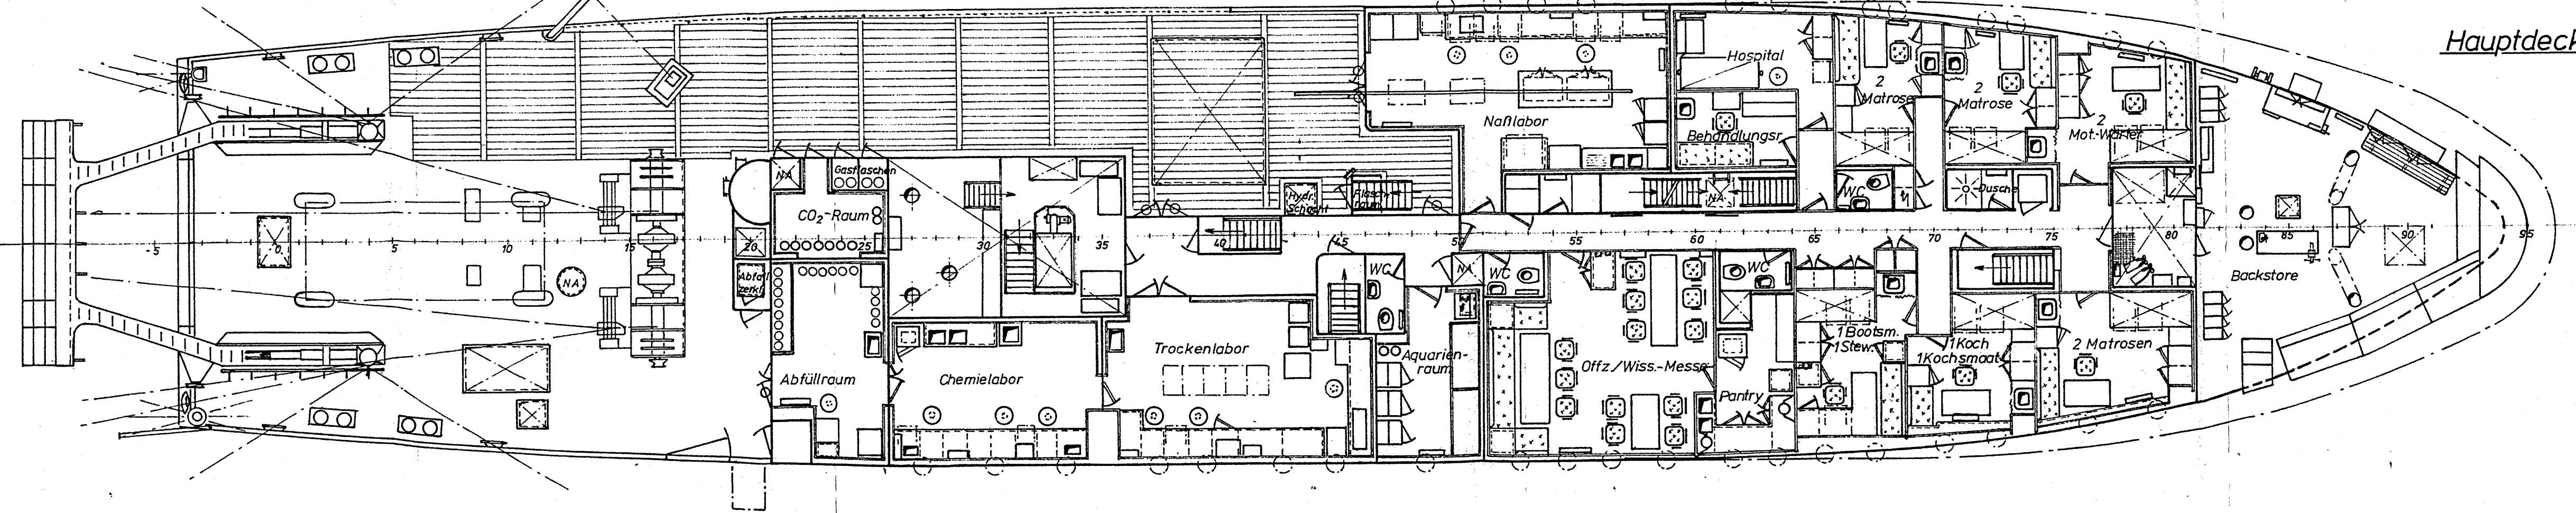 Hauptdeck
Hospital
2
Matrose
2
Matrose
2
Mot.-Wärter
Naßlabor
Behandlungsr.
NA
Gasflaschen
CO₂-Raum
Hydr.
Schacht
Flasch.
raum
NA
WC
Dusche
-5
0
5
10
15
20
25
30
35
40
45
50
55
60
65
70
75
80
85
90
95
NA
Abfall
zerkl.
WC
NA
WC
WC
Backstore
Abfüllraum
Chemielabor
Trockenlabor
Aquarien-
raum
Offz./Wiss.-Messe
Pantry
1 Bootsm.
1 Stew.
1 Koch
1 Kochsmaat
2 Matrosen